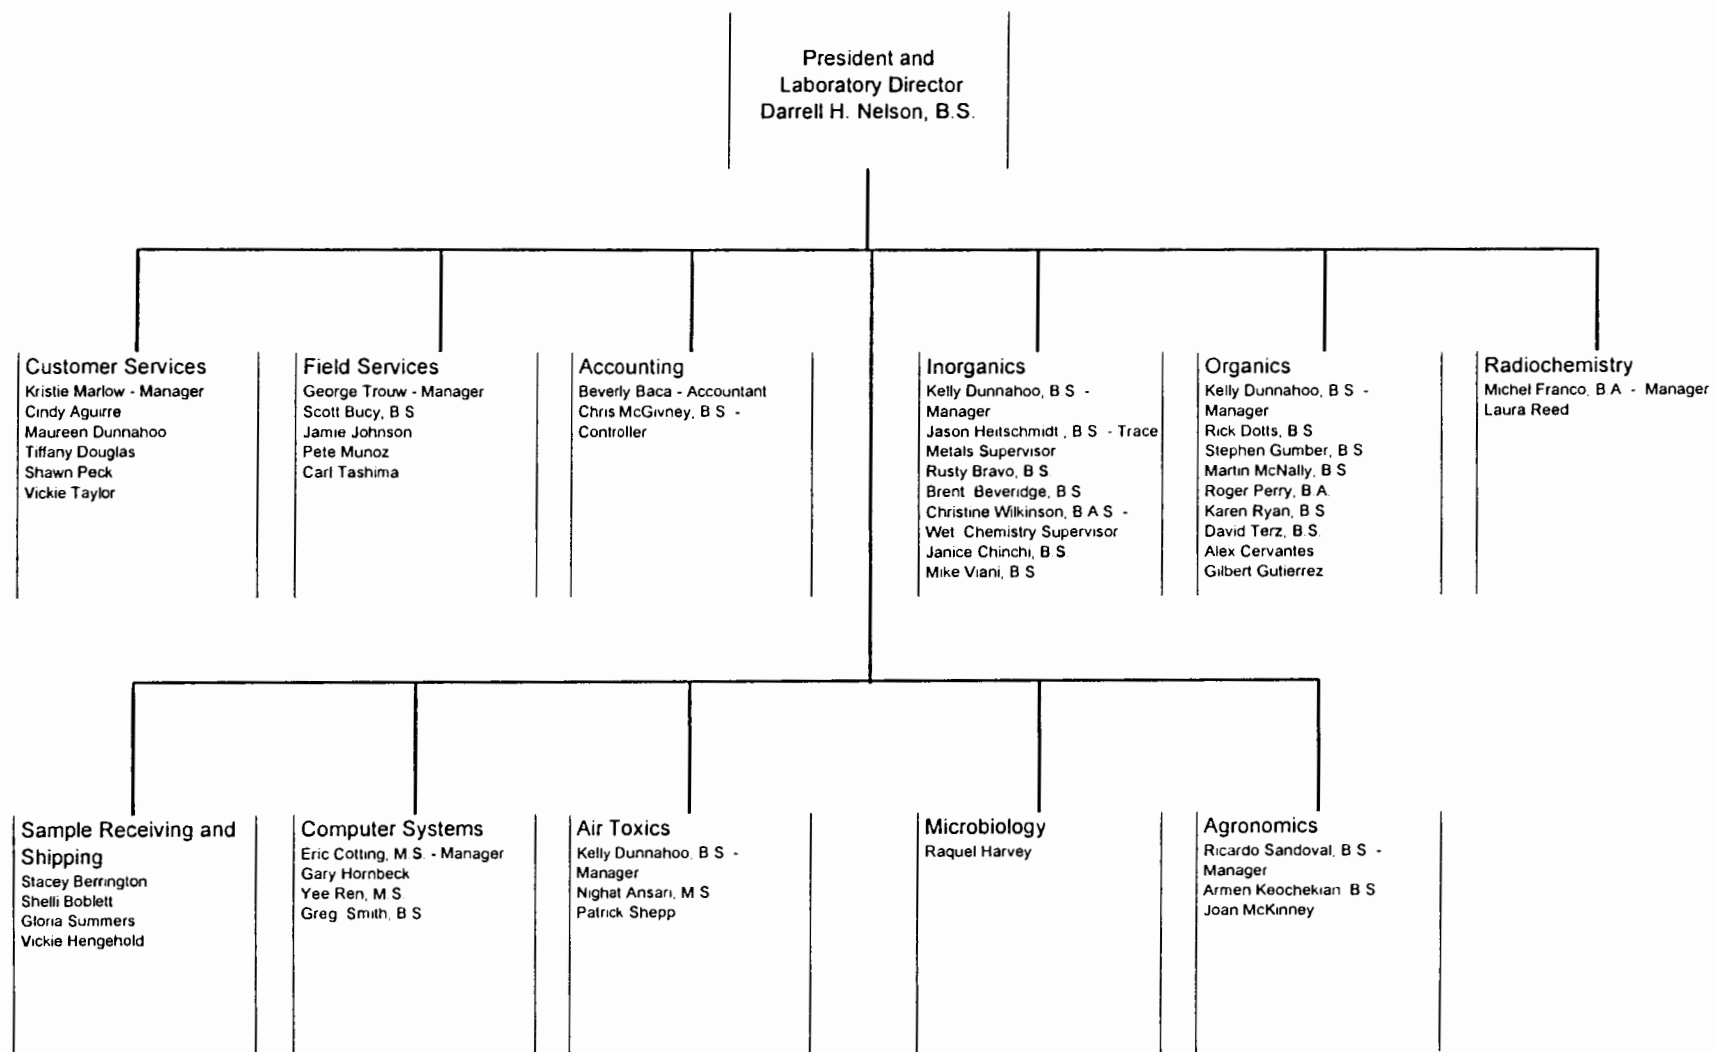 President and
Laboratory Director
Darrell H. Nelson, B.S.
Customer Services
Kristie Marlow - Manager
Cindy Aguirre
Maureen Dunnahoo
Tiffany Douglas
Shawn Peck
Vickie Taylor
Field Services
George Trouw - Manager
Scott Bucy, B S
Jamie Johnson
Pete Munoz
Carl Tashima
Accounting
Beverly Baca - Accountant
Chris McGivney, B S -
Controller
Inorganics
Kelly Dunnahoo, B S -
Manager
Jason Heitschmidt , B S - Trace
Metals Supervisor
Rusty Bravo, B S.
Brent Beveridge, B S
Christine Wilkinson, B A S -
Wet Chemistry Supervisor
Janice Chinchi, B.S.
Mike Viani, B S
Organics
Kelly Dunnahoo, B S -
Manager
Rick Dotts, B S
Stephen Gumber, B S
Martin McNally, B S
Roger Perry, B.A.
Karen Ryan, B S
David Terz, B.S.
Alex Cervantes
Gilbert Gutierrez
Radiochemistry
Michel Franco, B.A - Manager
Laura Reed
Sample Receiving and
Shipping
Stacey Berrington
Shelli Boblett
Gloria Summers
Vickie Hengehold
Computer Systems
Eric Cotting, M.S. - Manager
Gary Hornbeck
Yee Ren, M S
Greg Smith, B S
Air Toxics
Kelly Dunnahoo, B S -
Manager
Nighat Ansari, M S
Patrick Shepp
Microbiology
Raquel Harvey
Agronomics
Ricardo Sandoval, B S -
Manager
Armen Keochekian B S
Joan McKinney